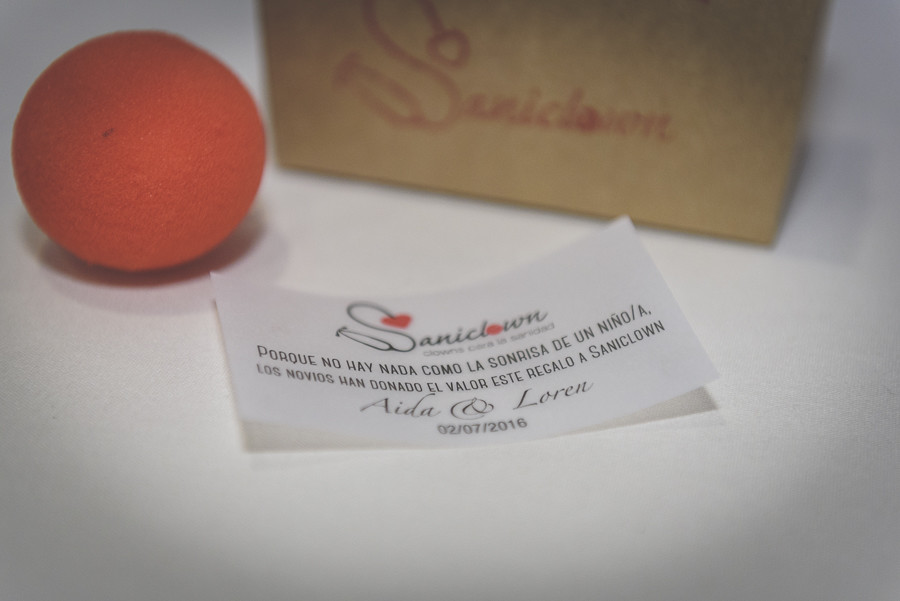 Saniclown
Saniclown
clowns para la sanidad
PORQUE NO HAY NADA COMO LA SONRISA DE UN NIÑO/A,
LOS NOVIOS HAN DONADO EL VALOR ESTE REGALO A SANICLOWN
Aida & Loren
02/07/2016